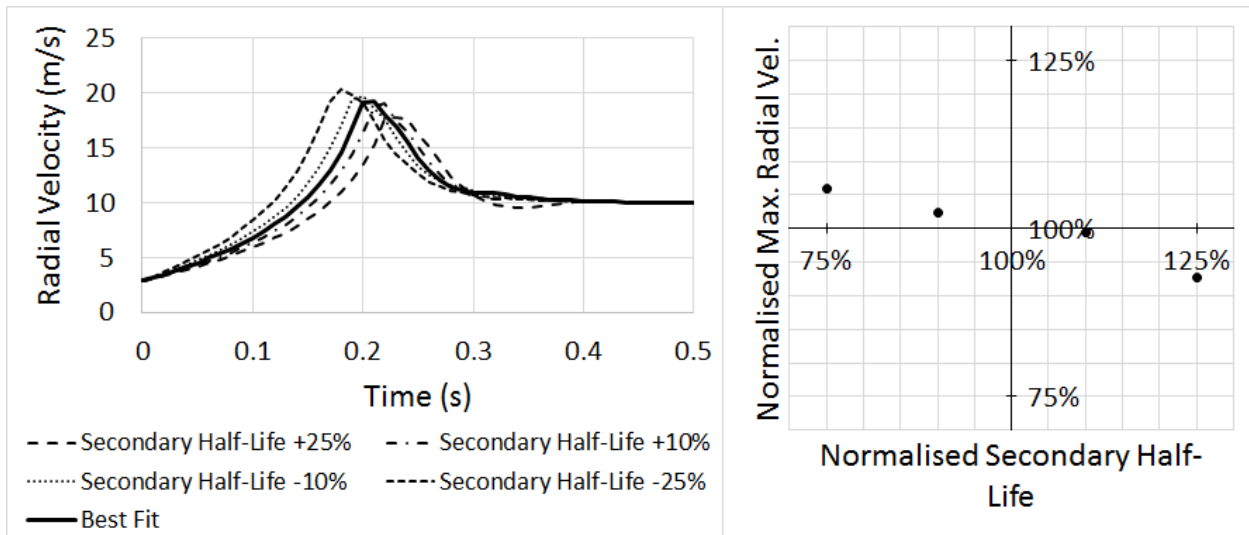 Radial Velocity (m/s)
25
20
15
10
5
0
0 0.1 0.2 0.3 0.4 0.5
Time (s)
Secondary Half-Life +25% Secondary Half-Life +10%
Secondary Half-Life -10% Secondary Half-Life -25%
Best Fit
Normalised Max. Radial Vel.
125%
100%
75% 100% 125%
75%
Normalised Secondary Half-
Life